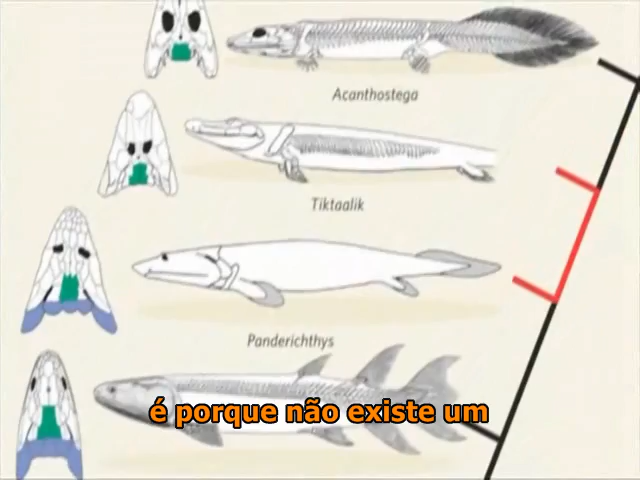 Acanthostega
Tiktaalik
Panderichthys
é porque não existe um